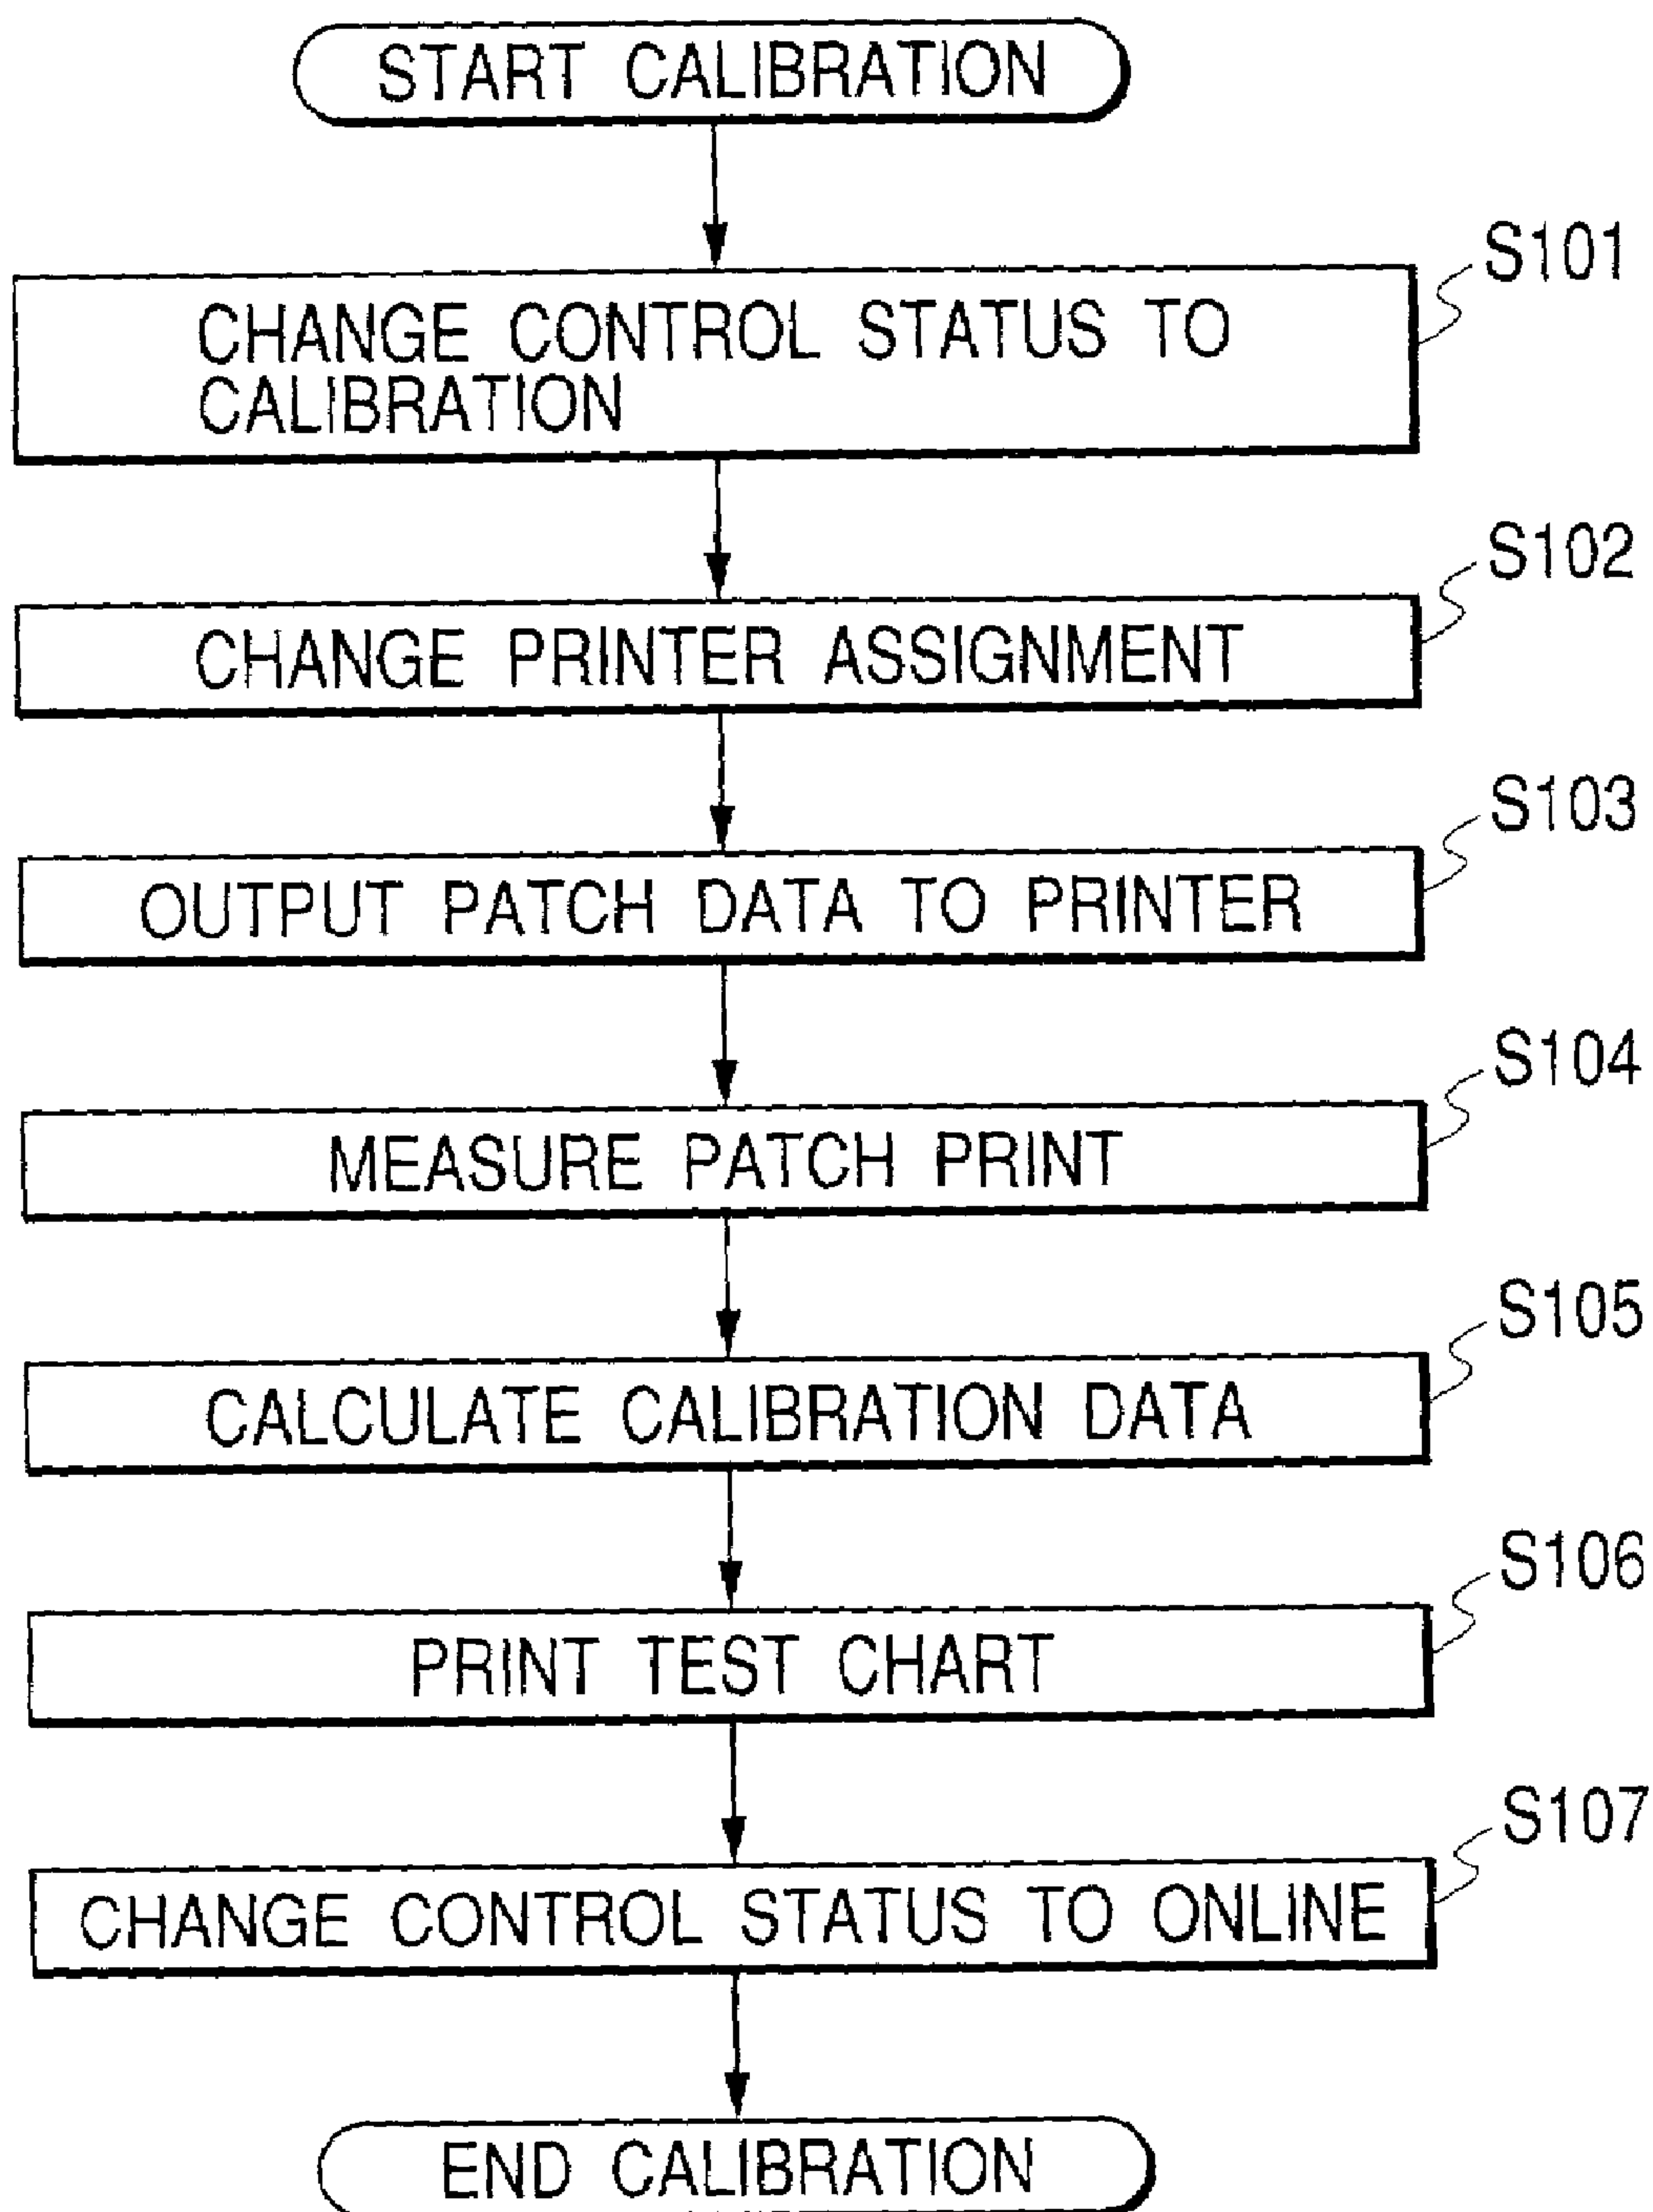 START CALIBRATION
S101
CHANGE CONTROL STATUS TO
CALIBRATION
S102
CHANGE PRINTER ASSIGNMENT
S103
OUTPUT PATCH DATA TO PRINTER
S104
MEASURE PATCH PRINT
S105
CALCULATE CALIBRATION DATA
S106
PRINT TEST CHART
S107
CHANGE CONTROL STATUS TO ONLINE
END CALIBRATION